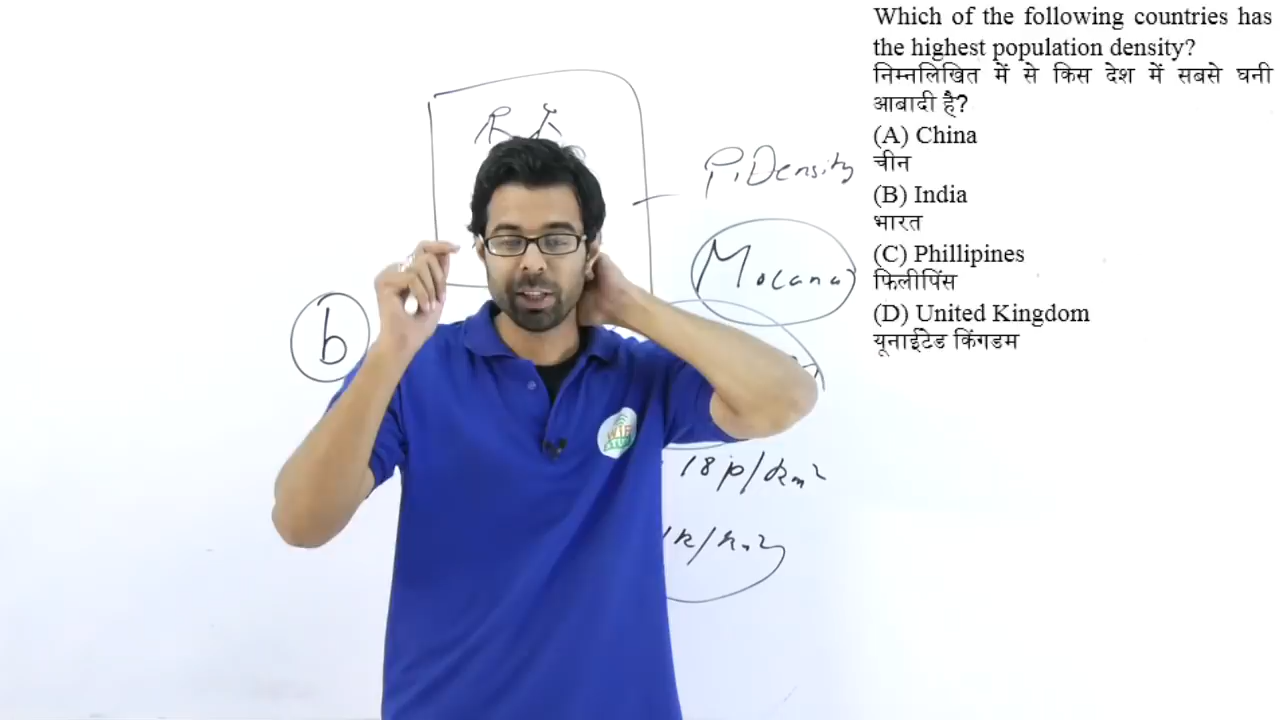 Which of the following countries has
the highest population density?
निम्नलिखित में से किस देश में सबसे घनी
आबादी है?
(A) China
चीन
(B) India
भारत
(C) Phillipines
फिलीपिंस
(D) United Kingdom
यूनाईटेड किंगडम
P. Density
b
18 p/km²